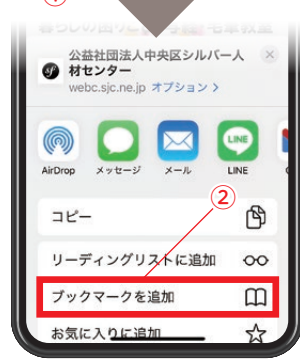 暮らしの困りごと 毛筆教室
公益社団法人中央区シルバー人
材センター
webc.sjc.ne.jp オプション >
AirDrop
メッセージ
メール
LINE
LINE
②
コピー
リーディングリストに追加
ブックマークを追加
お気に入りに追加